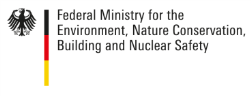 Federal Ministry for the
Environment, Nature Conservation,
Building and Nuclear Safety